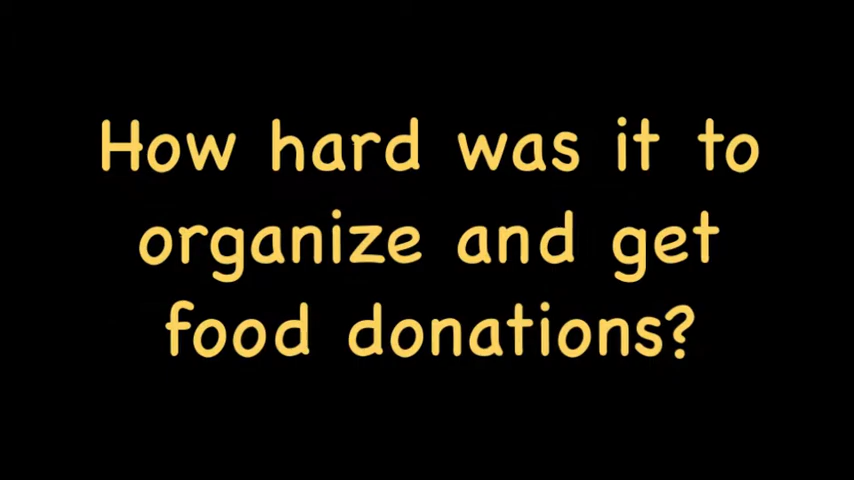 How hard was it to
organize and get
food donations?